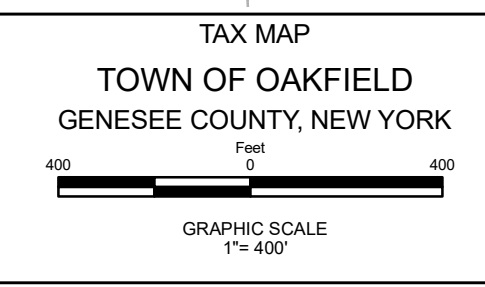 TAX MAP
TOWN OF OAKFIELD
GENESEE COUNTY, NEW YORK
Feet
400 0 400
GRAPHIC SCALE
1"= 400'